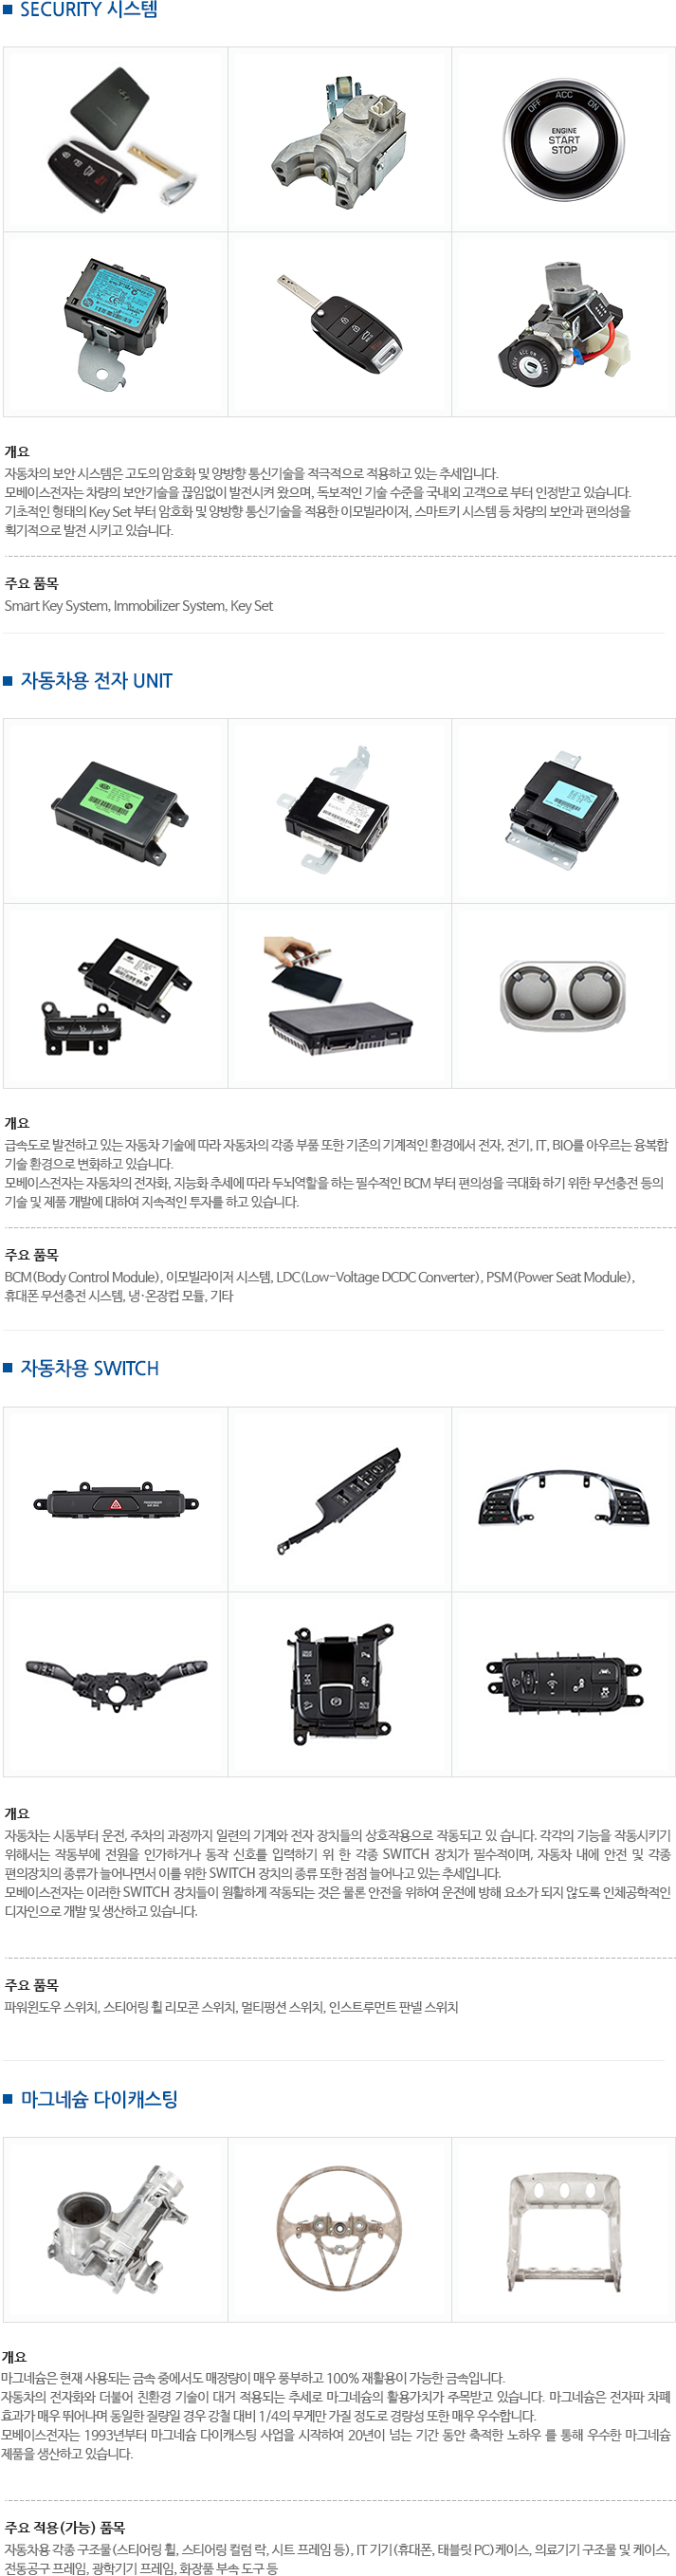 SECURITY 시스템
OFF ACC ON
ENGINE
START
STOP
개요
자동차의 보안 시스템은 고도의 암호화 및 양방향 통신기술을 적극적으로 적용하고 있는 추세입니다.
모베이스전자는 차량의 보안기술을 끊임없이 발전시켜 왔으며, 독보적인 기술 수준을 국내외 고객으로 부터 인정받고 있습니다.
기초적인 형태의 Key Set 부터 암호화 및 양방향 통신기술을 적용한 이모빌라이저, 스마트키 시스템 등 차량의 보안과 편의성을
획기적으로 발전 시키고 있습니다.
주요 품목
Smart Key System, Immobilizer System, Key Set
자동차용 전자 UNIT
개요
급속도로 발전하고 있는 자동차 기술에 따라 자동차의 각종 부품 또한 기존의 기계적인 환경에서 전자, 전기, IT, BIO를 아우르는 융복합
기술 환경으로 변화하고 있습니다.
모베이스전자는 자동차의 전자화, 지능화 추세에 따라 두뇌역할을 하는 필수적인 BCM 부터 편의성을 극대화 하기 위한 무선충전 등의
기술 및 제품 개발에 대하여 지속적인 투자를 하고 있습니다.
주요 품목
BCM(Body Control Module), 이모빌라이저 시스템, LDC(Low-Voltage DCDC Converter), PSM(Power Seat Module),
휴대폰 무선충전 시스템, 냉·온장컵 모듈, 기타
자동차용 SWITCH
개요
자동차는 시동부터 운전, 주차의 과정까지 일련의 기계와 전자 장치들의 상호작용으로 작동되고 있 습니다. 각각의 기능을 작동시키기
위해서는 작동부에 전원을 인가하거나 동작 신호를 입력하기 위 한 각종 SWITCH 장치가 필수적이며, 자동차 내에 안전 및 각종
편의장치의 종류가 늘어나면서 이를 위한 SWITCH 장치의 종류 또한 점점 늘어나고 있는 추세입니다.
모베이스전자는 이러한 SWITCH 장치들이 원활하게 작동되는 것은 물론 안전을 위하여 운전에 방해 요소가 되지 않도록 인체공학적인
디자인으로 개발 및 생산하고 있습니다.
주요 품목
파워윈도우 스위치, 스티어링 휠 리모콘 스위치, 멀티펑션 스위치, 인스트루먼트 판넬 스위치
마그네슘 다이캐스팅
개요
마그네슘은 현재 사용되는 금속 중에서도 매장량이 매우 풍부하고 100% 재활용이 가능한 금속입니다.
자동차의 전자화와 더불어 친환경 기술이 대거 적용되는 추세로 마그네슘의 활용가치가 주목받고 있습니다. 마그네슘은 전자파 차폐
효과가 매우 뛰어나며 동일한 질량일 경우 강철 대비 1/4의 무게만 가질 정도로 경량성 또한 매우 우수합니다.
모베이스전자는 1993년부터 마그네슘 다이캐스팅 사업을 시작하여 20년이 넘는 기간 동안 축적한 노하우 를 통해 우수한 마그네슘
제품을 생산하고 있습니다.
주요 적용(가능) 품목
자동차용 각종 구조물(스티어링 휠, 스티어링 컬럼 락, 시트 프레임 등), IT 기기(휴대폰, 태블릿 PC)케이스, 의료기기 구조물 및 케이스,
전동공구 프레임, 광학기기 프레임, 화장품 부속 도구 등